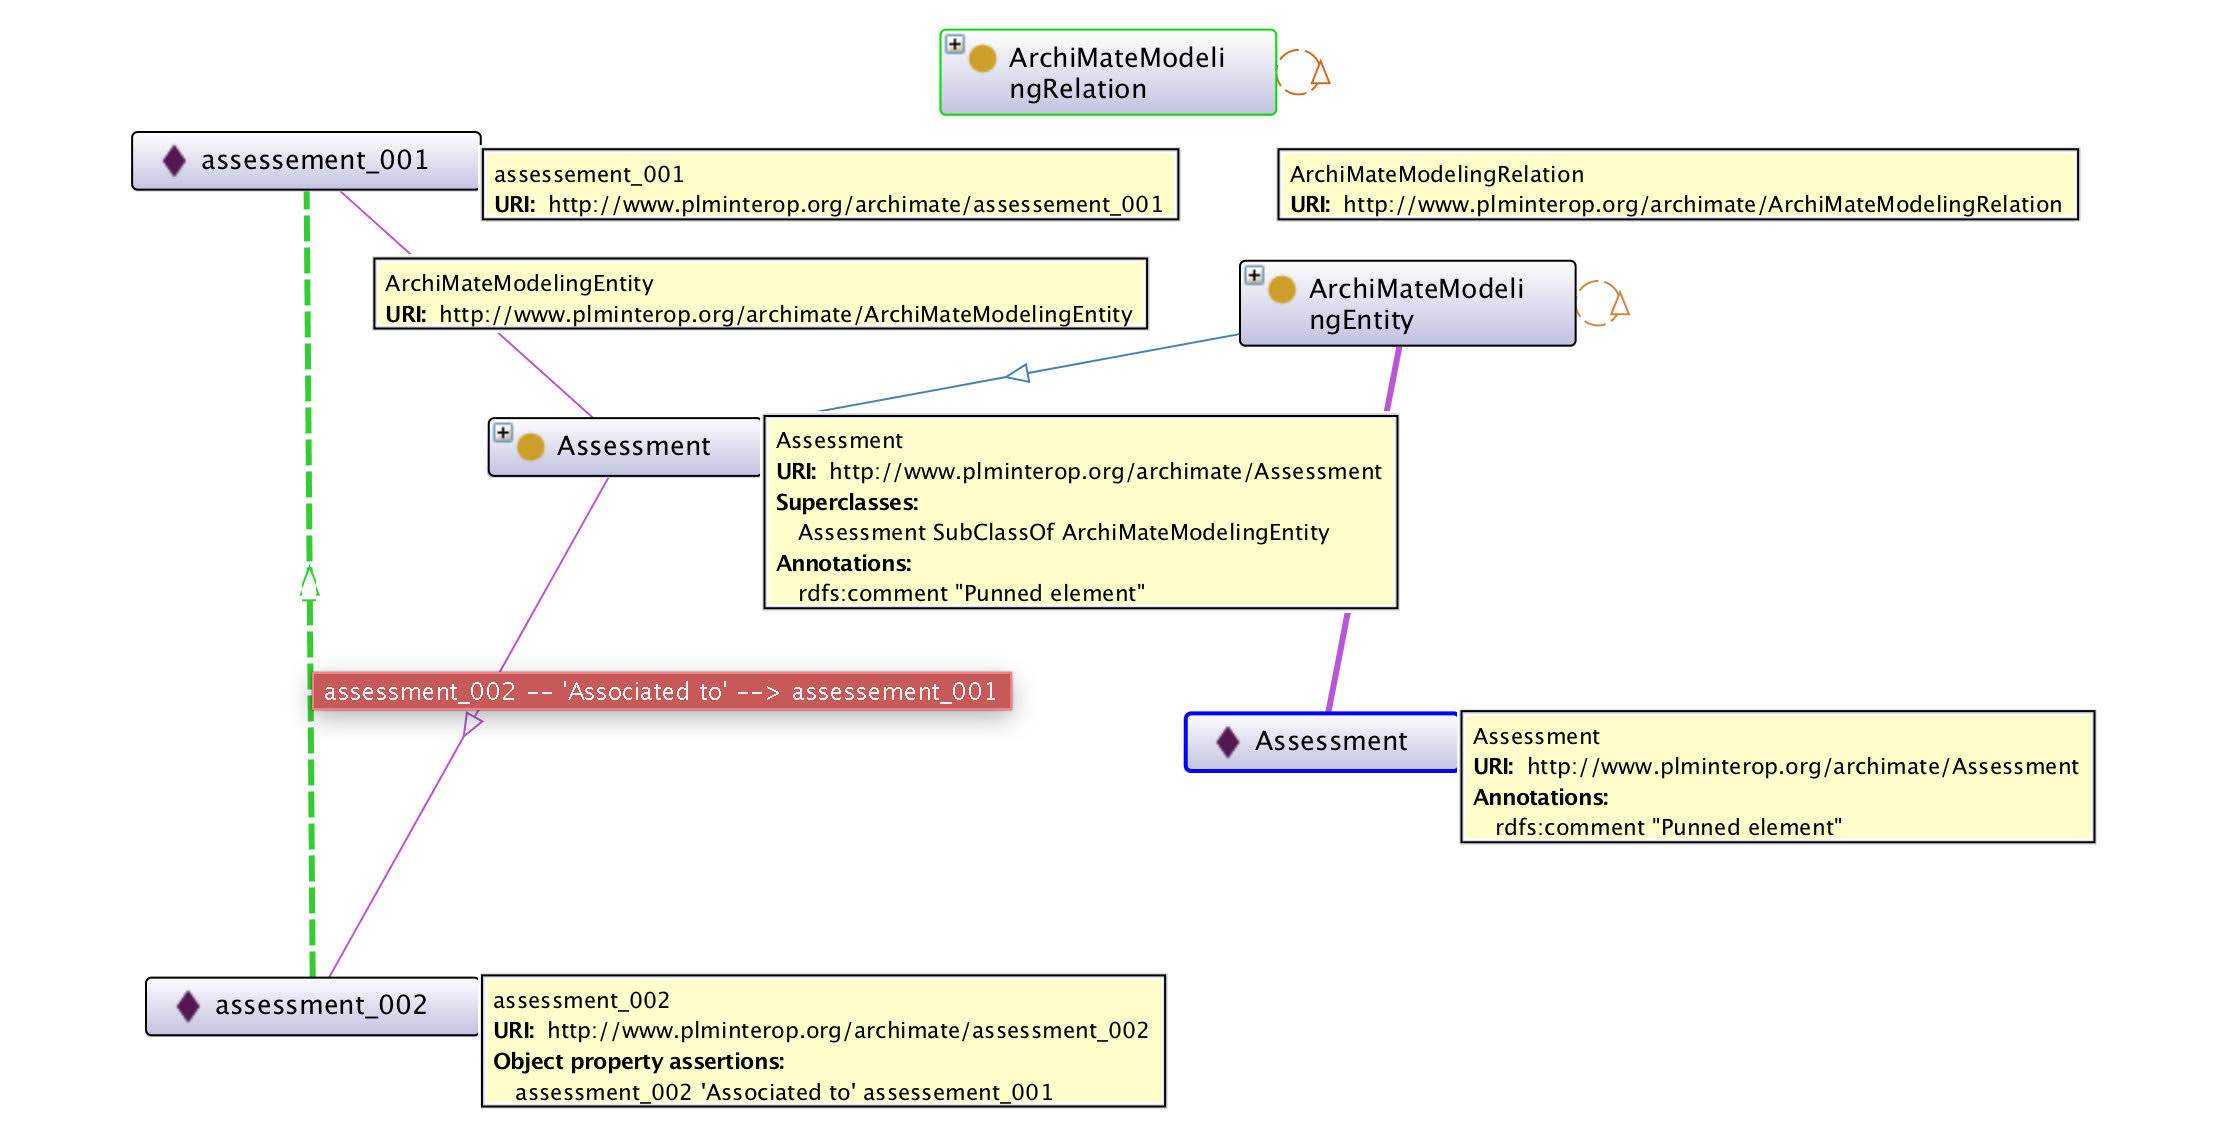 ArchiMateModeli
ngRelation
assessement_001
assessement_001
URI: http://www.plminterop.org/archimate/assessement_001
ArchiMateModelingRelation
URI: http://www.plminterop.org/archimate/ArchiMateModelingRelation
ArchiMateModelingEntity
URI: http://www.plminterop.org/archimate/ArchiMateModelingEntity
ArchiMateModeli
ngEntity
Assessment
Assessment
URI: http://www.plminterop.org/archimate/Assessment
Superclasses:
Assessment SubClassOf ArchiMateModelingEntity
Annotations:
rdfs:comment "Punned element"
assessment_002 -- 'Associated to' --> assessement_001
Assessment
Assessment
URI: http://www.plminterop.org/archimate/Assessment
Annotations:
rdfs:comment "Punned element"
assessment_002
assessment_002
URI: http://www.plminterop.org/archimate/assessment_002
Object property assertions:
assessment_002 'Associated to' assessement_001